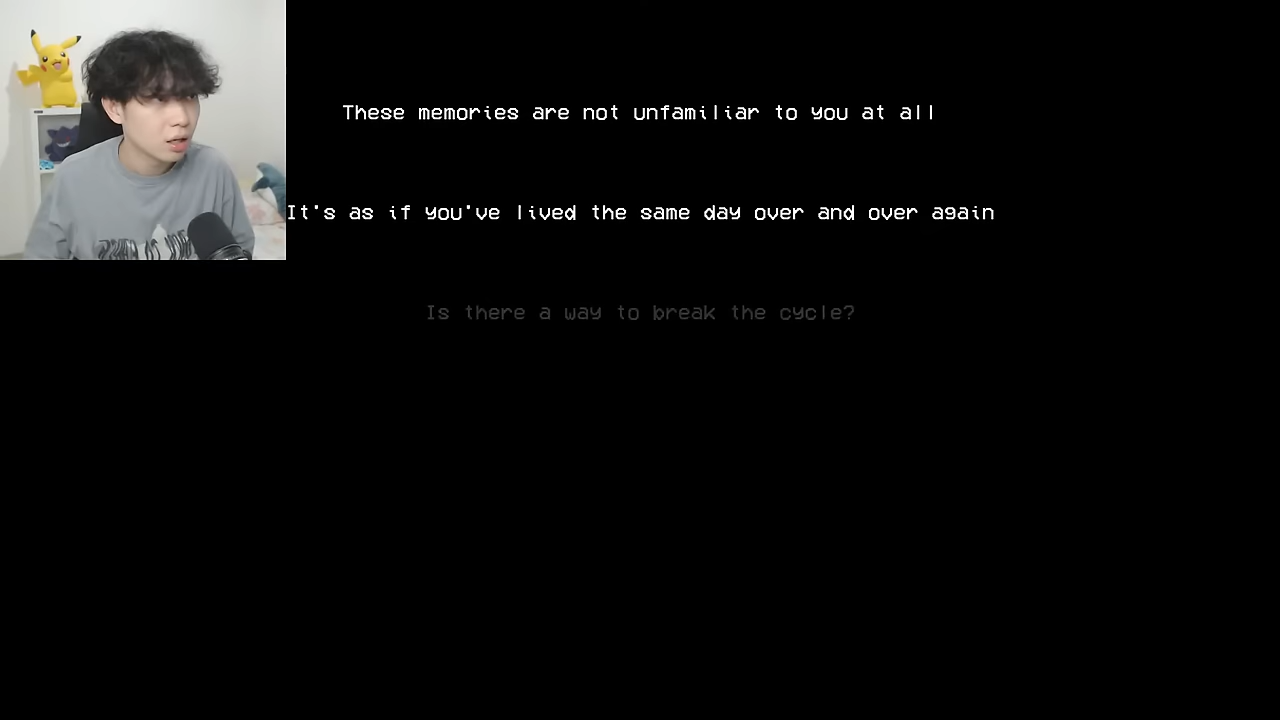 These memories are not unfamiliar to you at all
It's as if you've lived the same day over and over again
Is there a way to break the cycle?